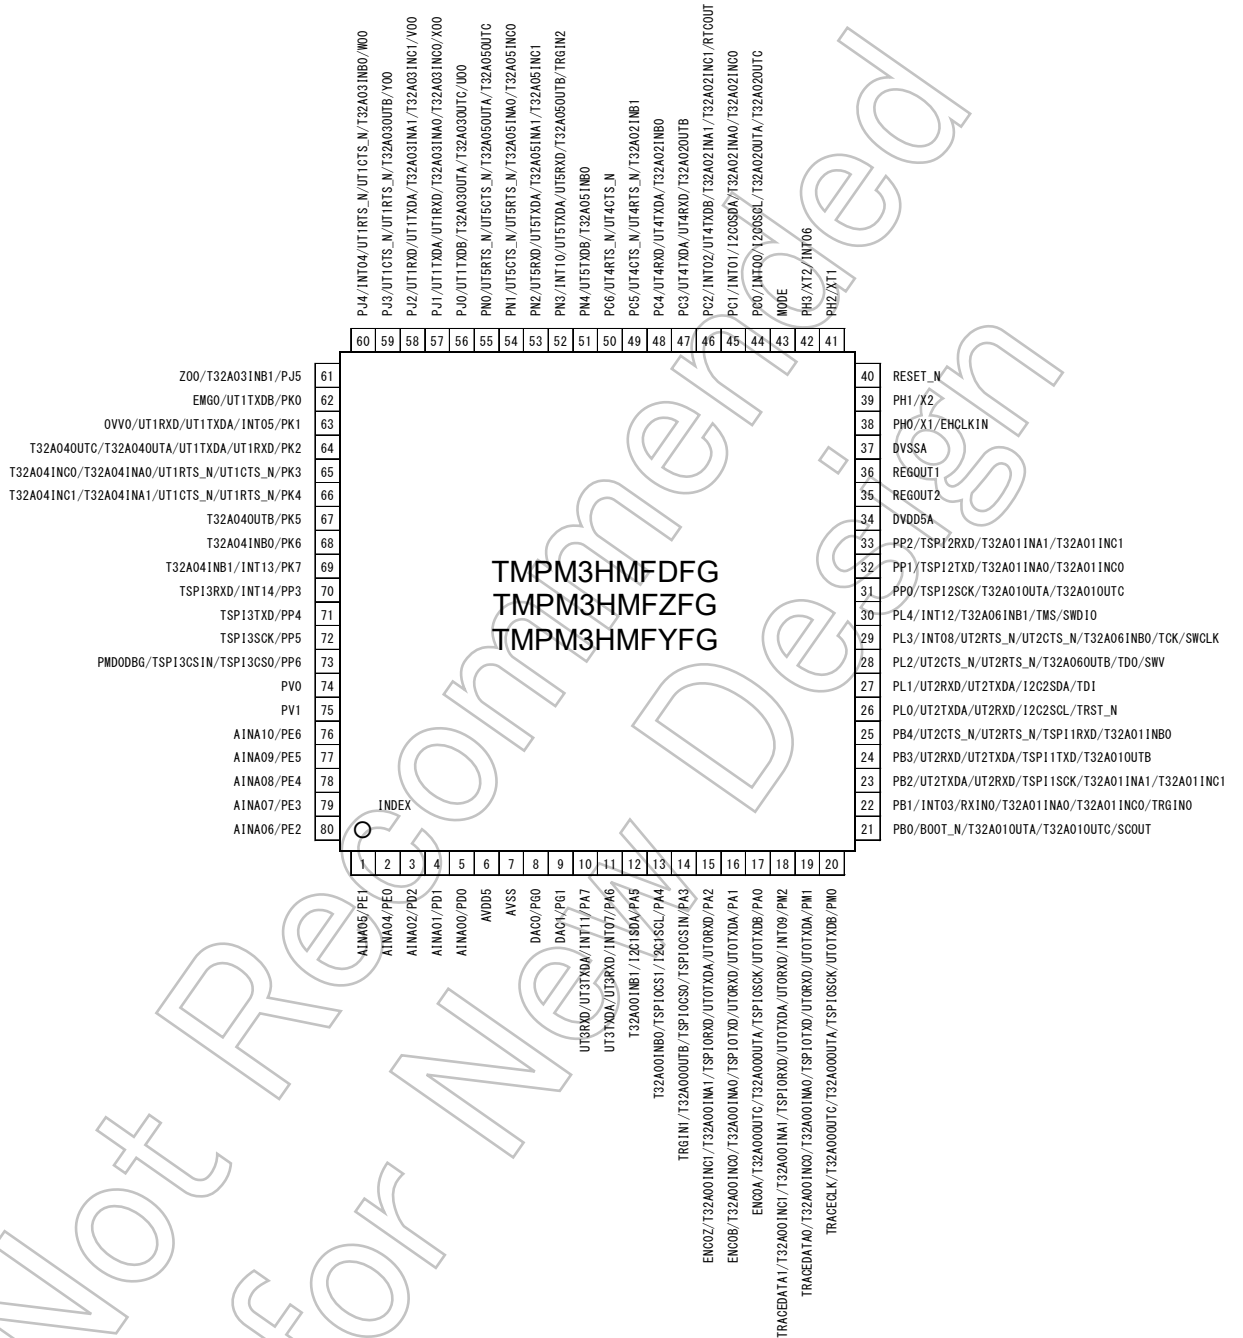 PJ4/INT04/UT1RTS_N/UT1CTS_N/T32A03INB0/WO0
PJ3/UT1CTS_N/UT1RTS_N/T32A03OUTB/YO0
PJ2/UT1RXD/UT1TXDA/T32A03INA1/T32A03INC1/VO0
PJ1/UT1TXDA/UT1RXD/T32A03INA0/T32A03INC0/XO0
PJ0/UT1TXDB/T32A03OUTA/T32A03OUTC/UO0
PN0/UT5RTS_N/UT5CTS_N/T32A05OUTA/T32A05OUTC
PN1/UT5CTS_N/UT5RTS_N/T32A05INA0/T32A05INC0
PN2/UT5RXD/UT5TXDA/T32A05INA1/T32A05INC1
PN3/INT10/UT5TXDA/UT5RXD/T32A05OUTB/TRGIN2
PN4/UT5TXDB/T32A05INB0
PC6/UT4RTS_N/UT4CTS_N
PC5/UT4CTS_N/UT4RTS_N/T32A02INB1
PC4/UT4RXD/UT4TXDA/T32A02INB0
PC3/UT4TXDA/UT4RXD/T32A02OUTB
PC2/INT02/UT4TXDB/T32A02INA1/T32A02INC1/RTCOUT
PC1/INT01/I2C0SDA/T32A02INA0/T32A02INC0
PC0/INT00/I2C0SCL/T32A02OUTA/T32A02OUTC
MODE
PH3/XT2/INT06
PH2/XT1
60 59 58 57 56 55 54 53 52 51 50 49 48 47 46 45 44 43 42 41
ZO0/T32A03INB1/PJ5 61
EMG0/UT1TXDB/PK0 62
OVV0/UT1RXD/UT1TXDA/INT05/PK1 63
T32A04OUTC/T32A04OUTA/UT1TXDA/UT1RXD/PK2 64
T32A04INC0/T32A04INA0/UT1RTS_N/UT1CTS_N/PK3 65
T32A04INC1/T32A04INA1/UT1CTS_N/UT1RTS_N/PK4 66
T32A04OUTB/PK5 67
T32A04INB0/PK6 68
T32A04INB1/INT13/PK7 69
TSPI3RXD/INT14/PP3 70
TSPI3TXD/PP4 71
TSPI3SCK/PP5 72
PMD0DBG/TSPI3CSIN/TSPI3CS0/PP6 73
PV0 74
PV1 75
AINA10/PE6 76
AINA09/PE5 77
AINA08/PE4 78
AINA07/PE3 79
AINA06/PE2 80
TMPM3HMFDFG
TMPM3HMFZFG
TMPM3HMFYFG
INDEX
40 RESET_N
39 PH1/X2
38 PH0/X1/EHCLKIN
37 DVSSA
36 REGOUT1
35 REGOUT2
34 DVDD5A
33 PP2/TSPI2RXD/T32A01INA1/T32A01INC1
32 PP1/TSPI2TXD/T32A01INA0/T32A01INC0
31 PP0/TSPI2SCK/T32A01OUTA/T32A01OUTC
30 PL4/INT12/T32A06INB1/TMS/SWDIO
29 PL3/INT08/UT2RTS_N/UT2CTS_N/T32A06INB0/TCK/SWCLK
28 PL2/UT2CTS_N/UT2RTS_N/T32A06OUTB/TDO/SWV
27 PL1/UT2RXD/UT2TXDA/I2C2SDA/TDI
26 PL0/UT2TXDA/UT2RXD/I2C2SCL/TRST_N
25 PB4/UT2CTS_N/UT2RTS_N/TSPI1RXD/T32A01INB0
24 PB3/UT2RXD/UT2TXDA/TSPI1TXD/T32A01OUTB
23 PB2/UT2TXDA/UT2RXD/TSPI1SCK/T32A01INA1/T32A01INC1
22 PB1/INT03/RXIN0/T32A01INA0/T32A01INC0/TRGIN0
21 PB0/BOOT_N/T32A01OUTA/T32A01OUTC/SCOUT
1 2 3 4 5 6 7 8 9 10 11 12 13 14 15 16 17 18 19 20
AINA05/PE1
AINA04/PE0
AINA02/PD2
AINA01/PD1
AINA00/PD0
AVDD5
AVSS
DAC0/PG0
DAC1/PG1
UT3RXD/UT3TXDA/INT11/PA7
UT3TXDA/UT3RXD/INT07/PA6
T32A00INB1/I2C1SDA/PA5
T32A00INB0/TSPI0CS1/I2C1SCL/PA4
TRGIN1/T32A00OUTB/TSPI0CS0/TSPI0CSIN/PA3
ENC0Z/T32A00INC1/T32A00INA1/TSPI0RXD/UT0TXDA/UT0RXD/PA2
ENC0B/T32A00INC0/T32A00INA0/TSPI0TXD/UT0RXD/UT0TXDA/PA1
ENC0A/T32A00OUTC/T32A00OUTA/TSPI0SCK/UT0TXDB/PA0
TRACEDATA1/T32A00INC1/T32A00INA1/TSPI0RXD/UT0TXDA/UT0RXD/INT09/PM2
TRACEDATA0/T32A00INC0/T32A00INA0/TSPI0TXD/UT0RXD/UT0TXDA/PM1
TRACECLK/T32A00OUTC/T32A00OUTA/TSPI0SCK/UT0TXDB/PM0
Not Recommended
for New Design